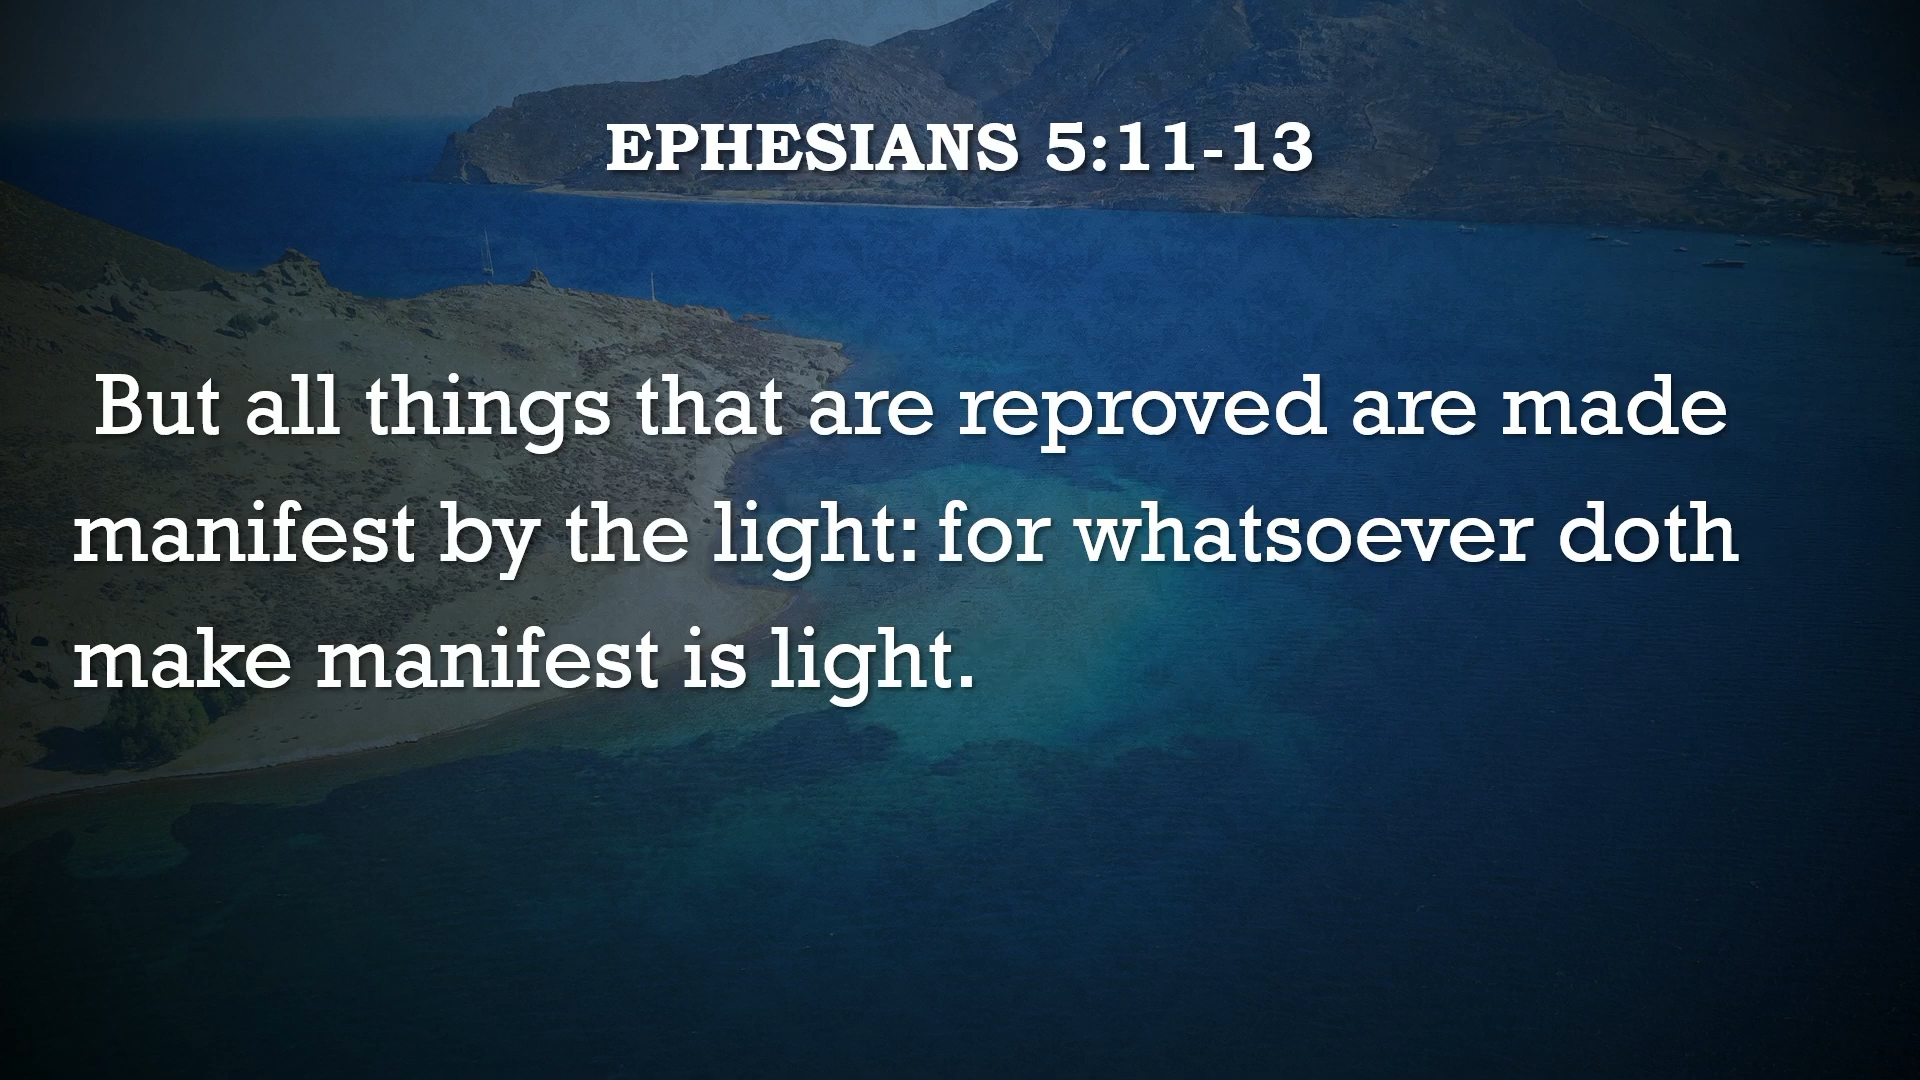 EPHESIANS 5:11-13
But all things that are reproved are made
manifest by the light: for whatsoever doth
make manifest is light.